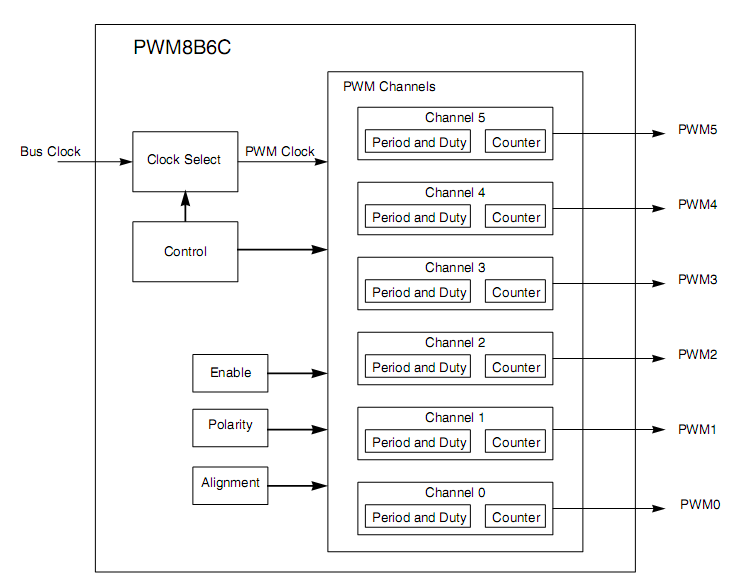 PWM8B6C
PWM Channels
Channel 5
Period and Duty
Counter
PWM5
Bus Clock
Clock Select
PWM Clock
Channel 4
Period and Duty
Counter
PWM4
Control
Channel 3
Period and Duty
Counter
PWM3
Channel 2
Period and Duty
Counter
PWM2
Enable
Polarity
Channel 1
Period and Duty
Counter
PWM1
Alignment
Channel 0
Period and Duty
Counter
PWM0